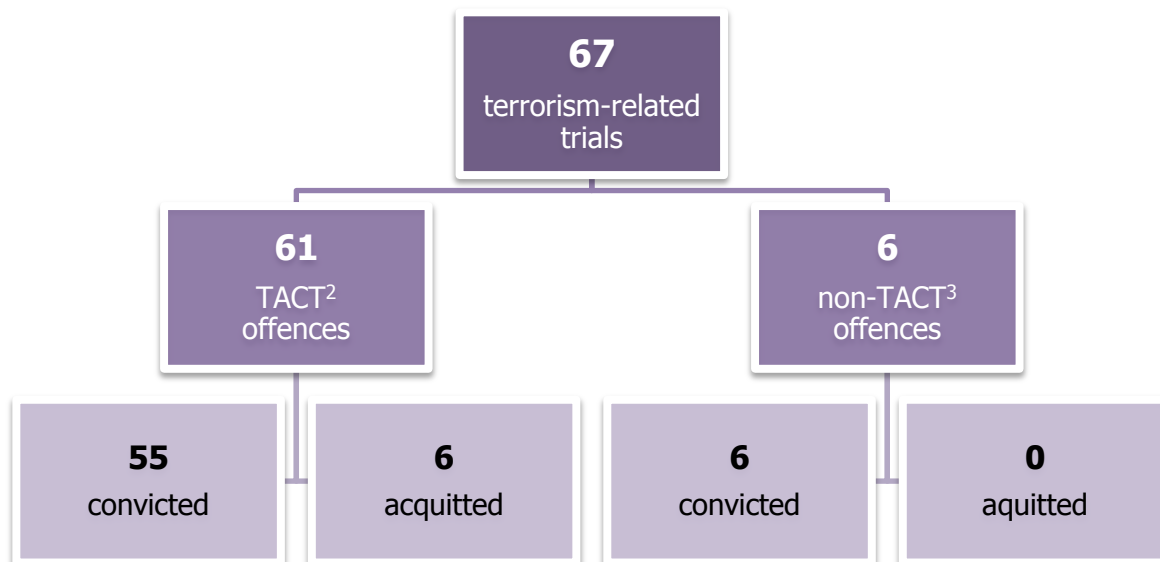 67
terrorism-related
trials
61
TACT²
offences
6
non-TACT³
offences
55
convicted
6
acquitted
6
convicted
0
aquitted